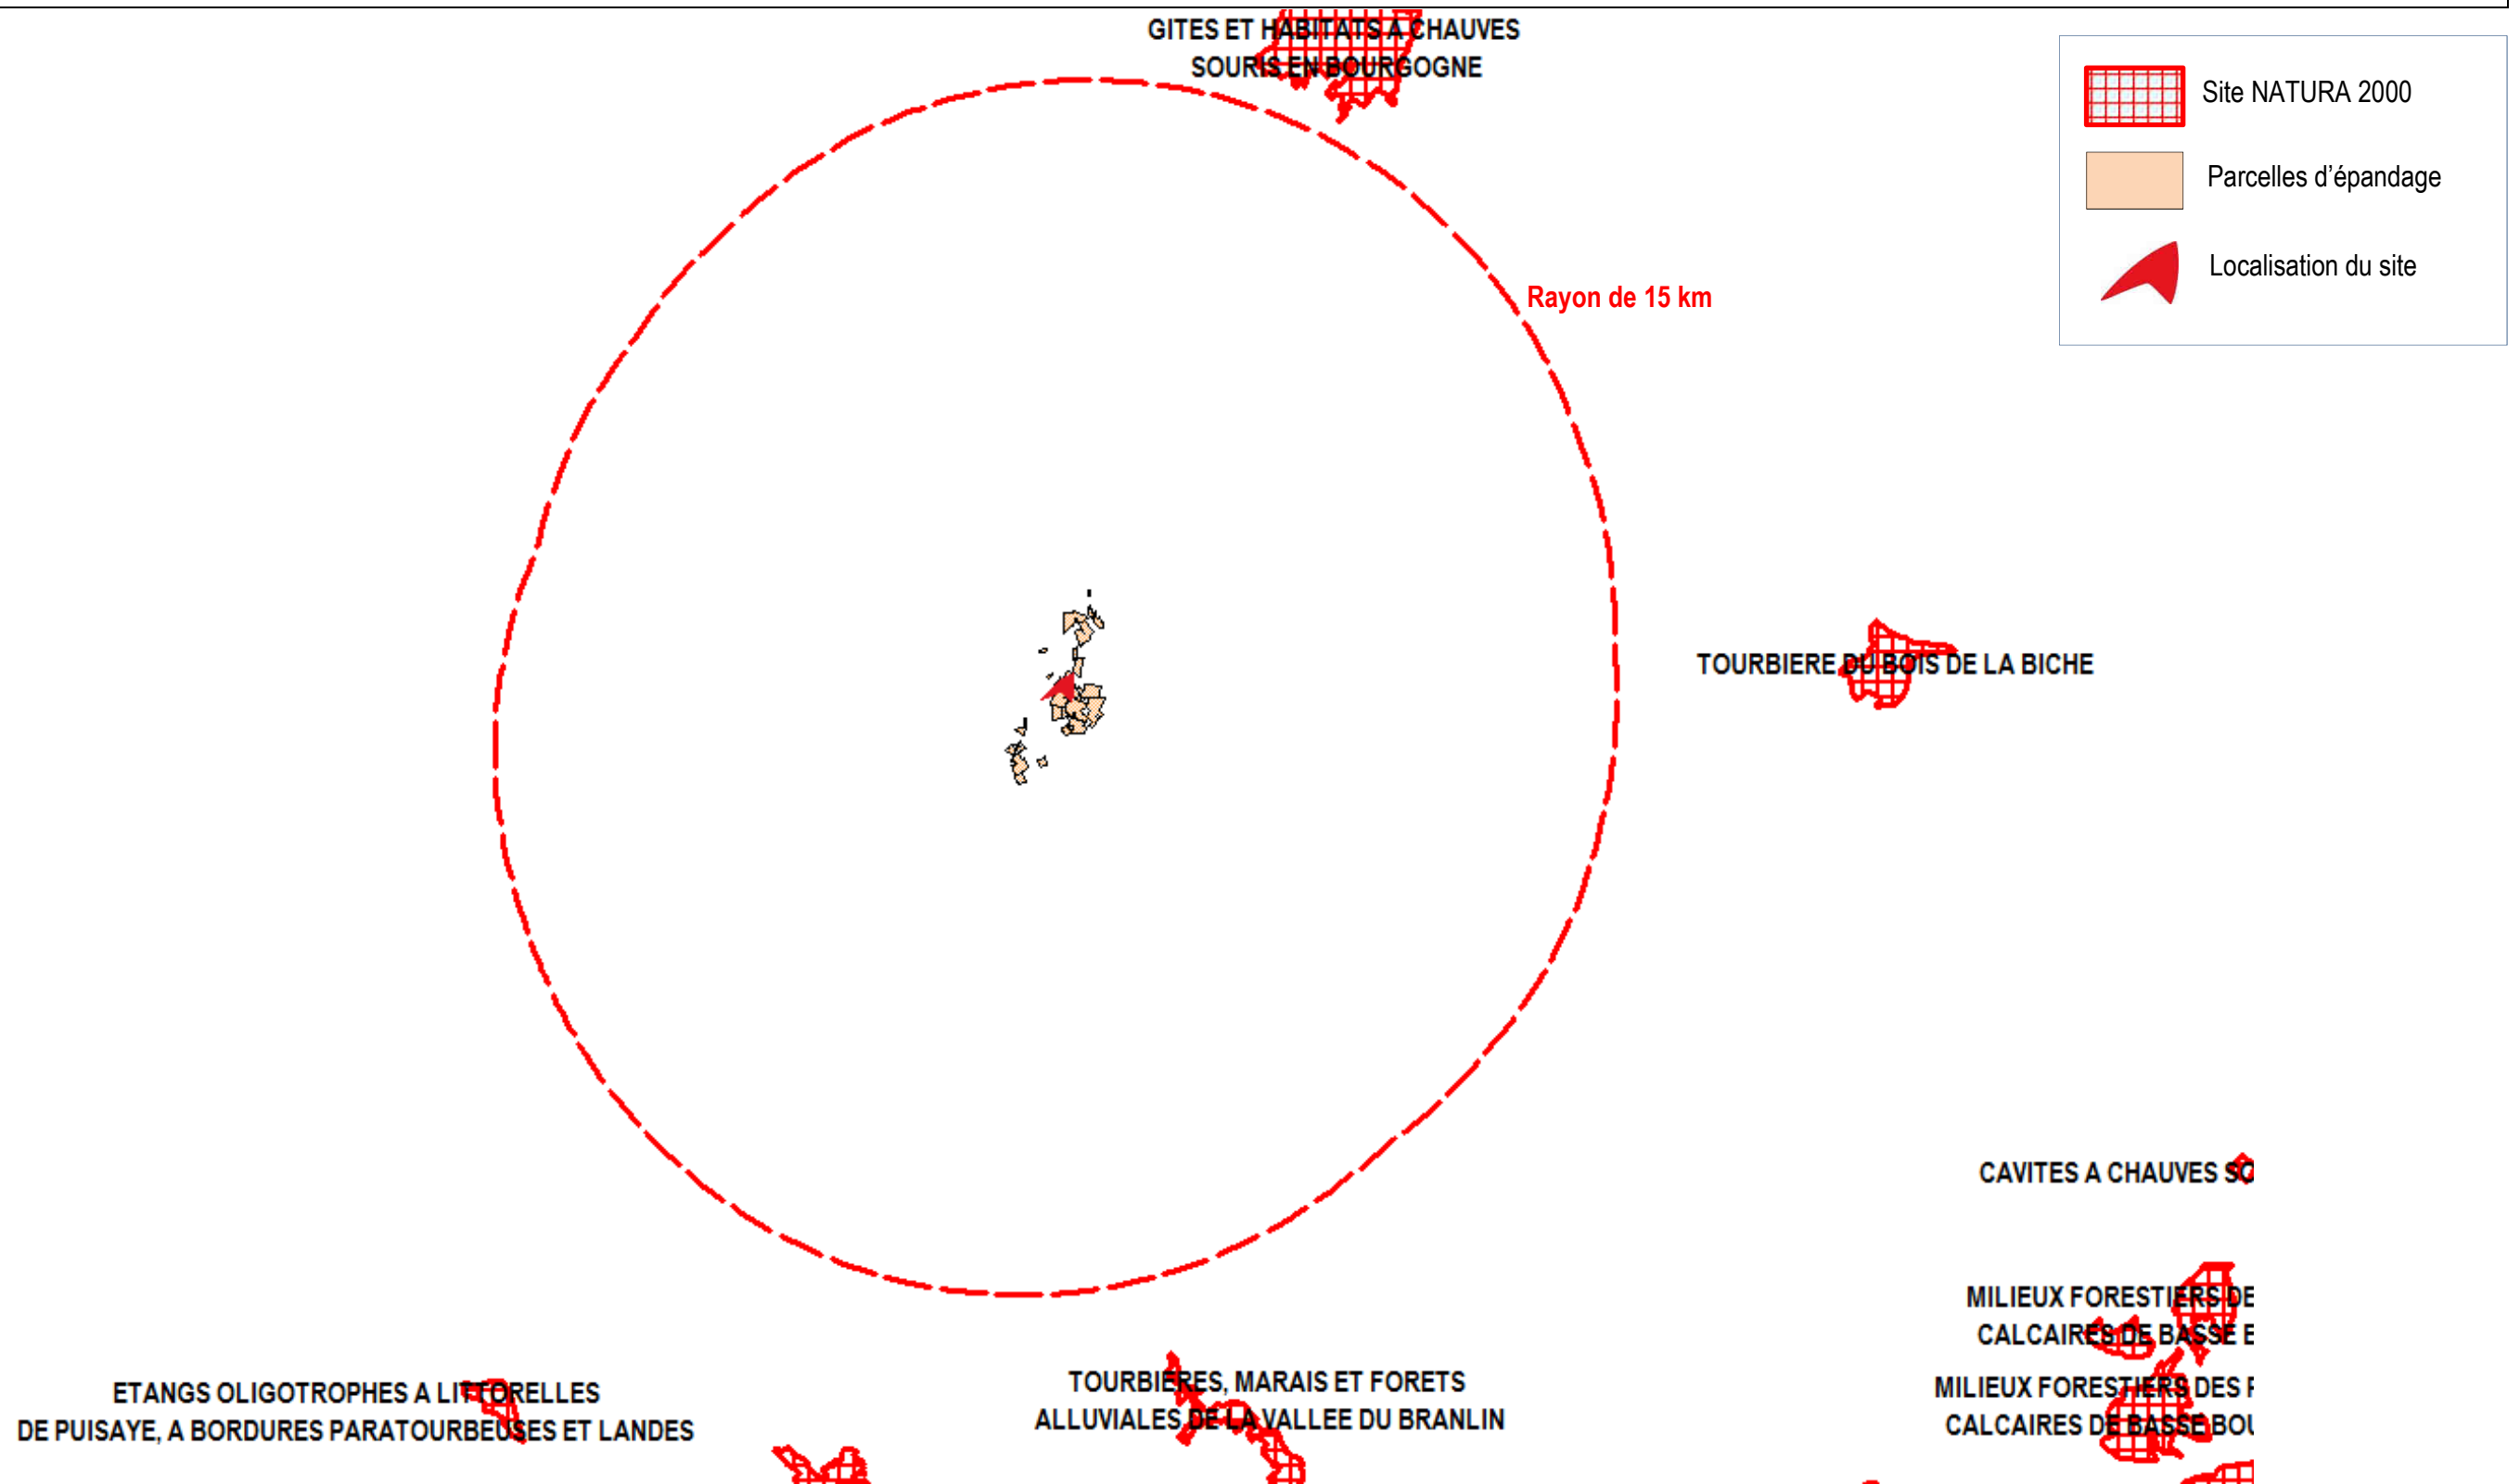 GITES ET HABITATS A CHAUVES
SOURIS EN BOURGOGNE
Site NATURA 2000
Parcelles d’épandage
Localisation du site
Rayon de 15 km
TOURBIERE DU BOIS DE LA BICHE
CAVITES A CHAUVES SO
MILIEUX FORESTIERS DE
CALCAIRES DE BASSE B
MILIEUX FORESTIERS DES
CALCAIRES DE BASSE BOU
TOURBIERES, MARAIS ET FORETS
ALLUVIALES DE LA VALLEE DU BRANLIN
ETANGS OLIGOTROPHES A LITTORELLES
DE PUISAYE, A BORDURES PARATOURBEUSES ET LANDES